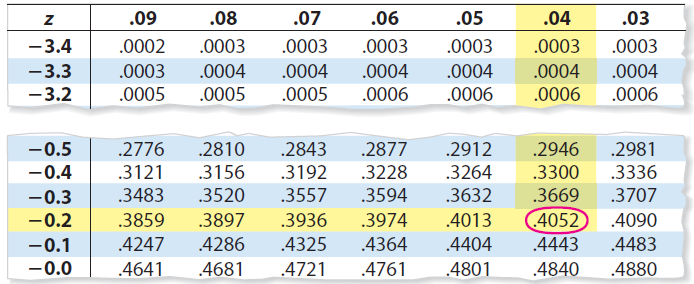 z .09 .08 .07 .06 .05 .04 .03
−3.4 .0002 .0003 .0003 .0003 .0003 .0003 .0003
−3.3 .0003 .0004 .0004 .0004 .0004 .0004 .0004
−3.2 .0005 .0005 .0005 .0006 .0006 .0006 .0006
−0.5 .2776 .2810 .2843 .2877 .2912 .2946 .2981
−0.4 .3121 .3156 .3192 .3228 .3264 .3300 .3336
−0.3 .3483 .3520 .3557 .3594 .3632 .3669 .3707
−0.2 .3859 .3897 .3936 .3974 .4013 .4052 .4090
−0.1 .4247 .4286 .4325 .4364 .4404 .4443 .4483
−0.0 .4641 .4681 .4721 .4761 .4801 .4840 .4880